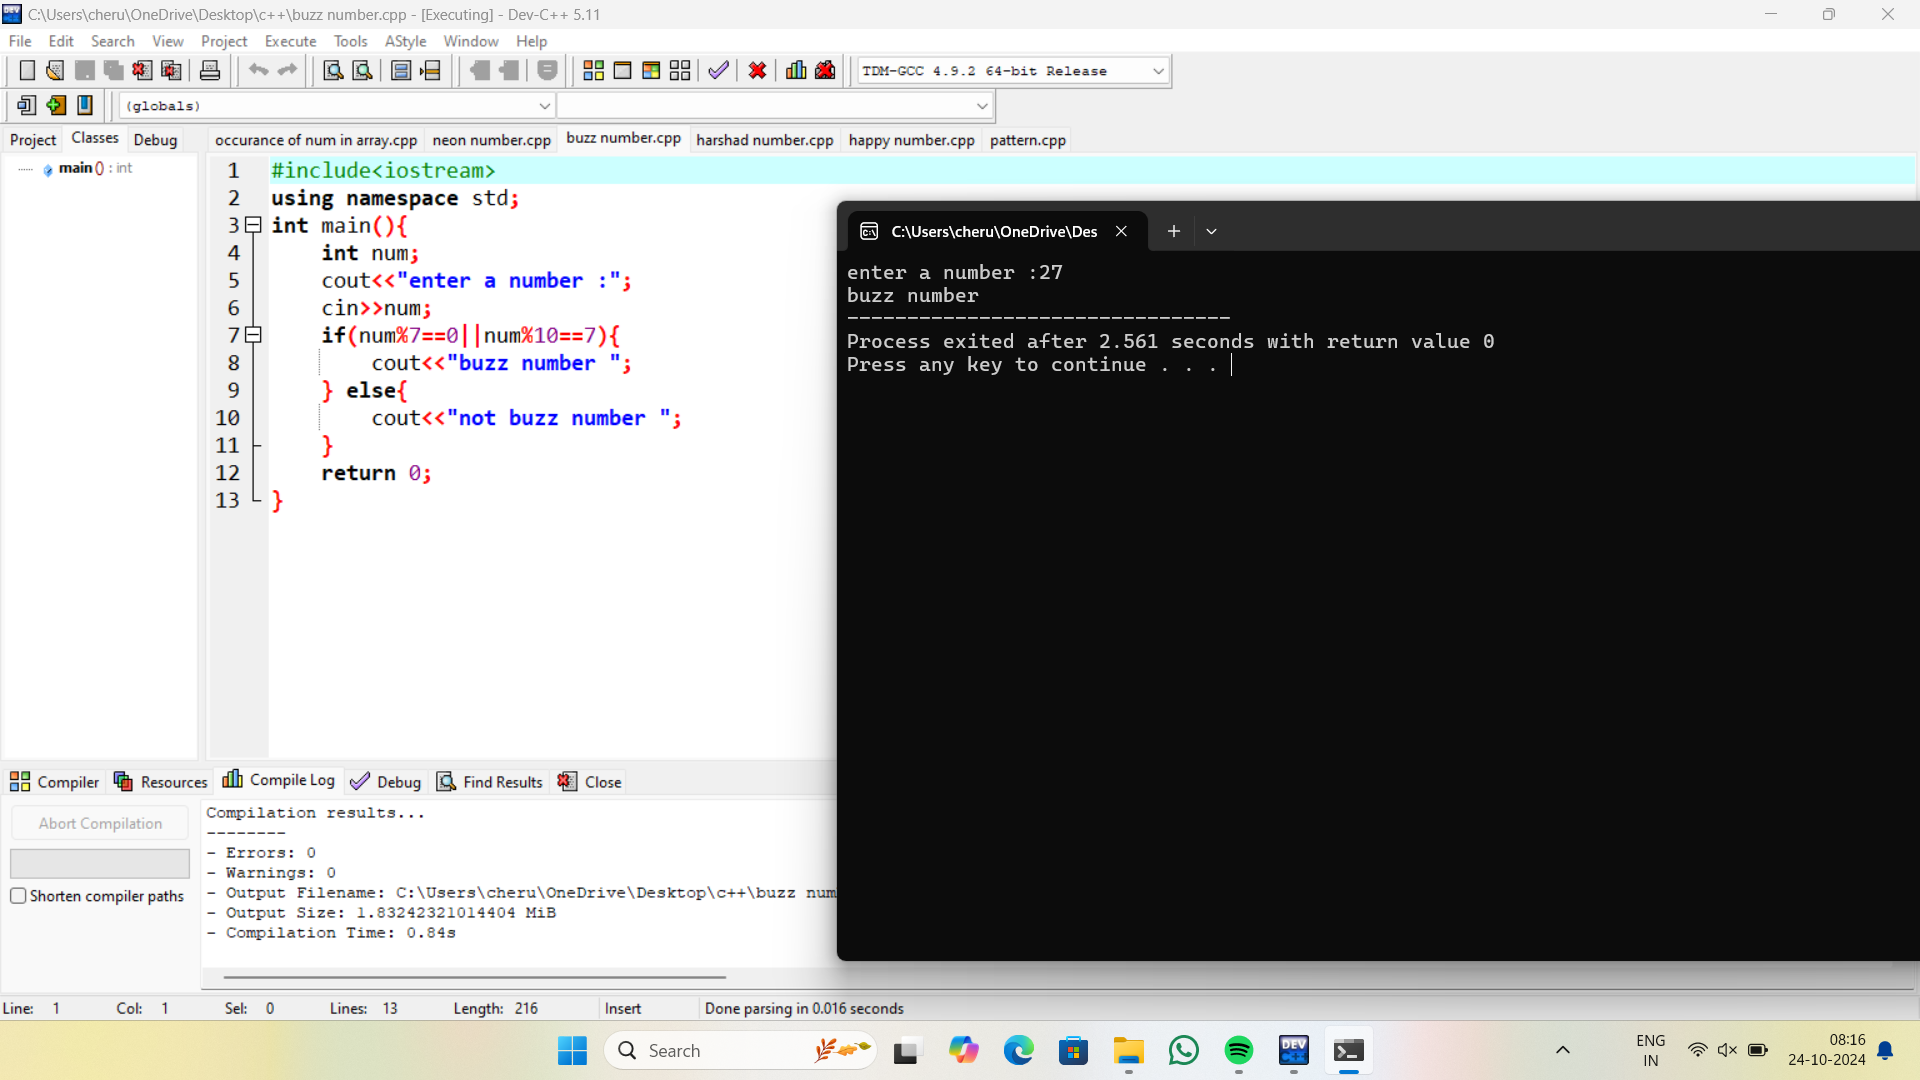 C:\Users\cheru\OneDrive\Desktop\c++\buzz number.cpp - [Executing] - Dev-C++ 5.11
File Edit Search View Project Execute Tools AStyle Window Help
TDM-GCC 4.9.2 64-bit Release
(globals)
Project Classes Debug
occurance of num in array.cpp neon number.cpp buzz number.cpp harshad number.cpp happy number.cpp pattern.cpp
main () : int
1 #include<iostream>
2 using namespace std;
3 int main(){
4 int num;
5 cout<<"enter a number :";
6 cin>>num;
7 if(num%7==0||num%10==7){
8 cout<<"buzz number ";
9 } else{
10 cout<<"not buzz number ";
11 }
12 return 0;
13 }
C:\Users\cheru\OneDrive\Des
enter a number :27
buzz number
--------------------------------
Process exited after 2.561 seconds with return value 0
Press any key to continue . . .
Compiler Resources Compile Log Debug Find Results Close
Abort Compilation
Shorten compiler paths
Compilation results...
--------
- Errors: 0
- Warnings: 0
- Output Filename: C:\Users\cheru\OneDrive\Desktop\c++\buzz num
- Output Size: 1.83242321014404 MiB
- Compilation Time: 0.84s
Line: 1 Col: 1 Sel: 0 Lines: 13 Length: 216 Insert Done parsing in 0.016 seconds
Search
DEV
C++
ENG
IN
08:16
24-10-2024